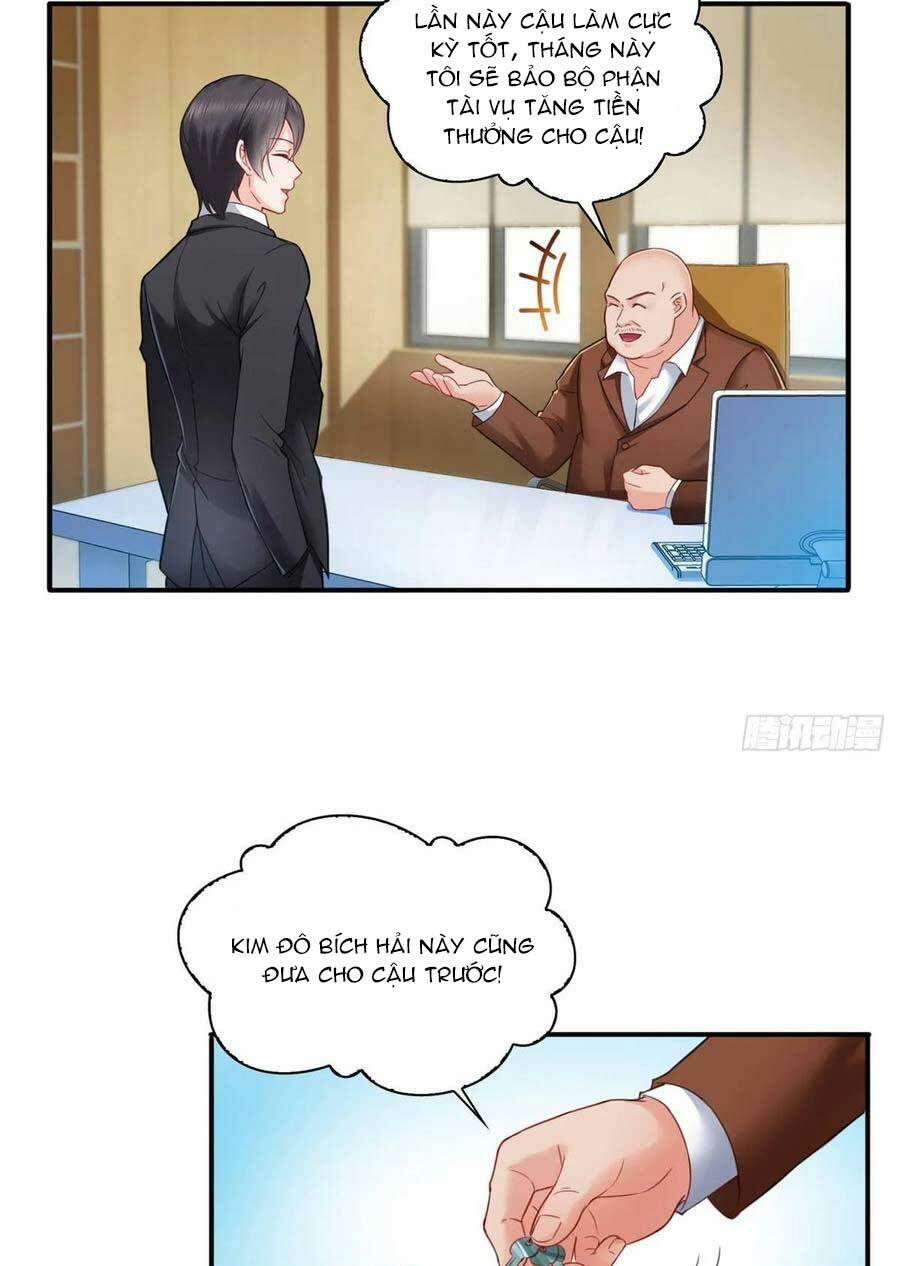 LẦN NÀY CẬU LÀM CỰC
KỲ TỐT, THÁNG NÀY
TÔI SẼ BẢO BỘ PHẬN
TÀI VỤ TĂNG TIỀN
THƯỞNG CHO CẬU!
腾讯动漫
KIM ĐÔ BÍCH HẢI NÀY CŨNG
ĐƯA CHO CẬU TRƯỚC!